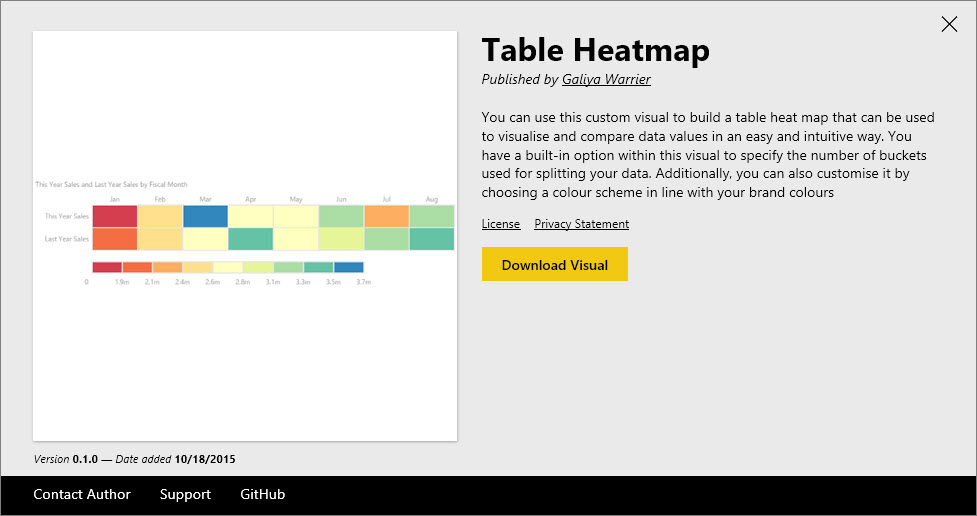 Table Heatmap
Published by Galiya Warrier
You can use this custom visual to build a table heat map that can be used
to visualise and compare data values in an easy and intuitive way. You
have a built-in option within this visual to specify the number of buckets
used for splitting your data. Additionally, you can also customise it by
choosing a colour scheme in line with your brand colours
License Privacy Statement
Download Visual
This Year Sales and Last Year Sales by Fiscal Month
Jan Feb Mar Apr May Jun Jul Aug
This Year Sales
Last Year Sales
0 1.9m 2.1m 2.4m 2.6m 2.8m 3.1m 3.3m 3.5m 3.7m
Version 0.1.0 — Date added 10/18/2015
Contact Author Support GitHub